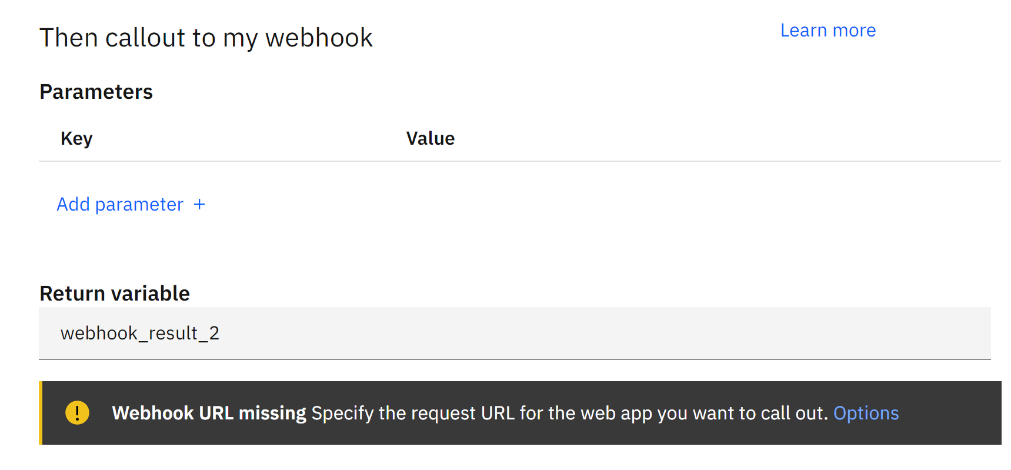 Then callout to my webhook
Learn more
Parameters
Key Value
Add parameter +
Return variable
webhook_result_2
Webhook URL missing Specify the request URL for the web app you want to call out. Options